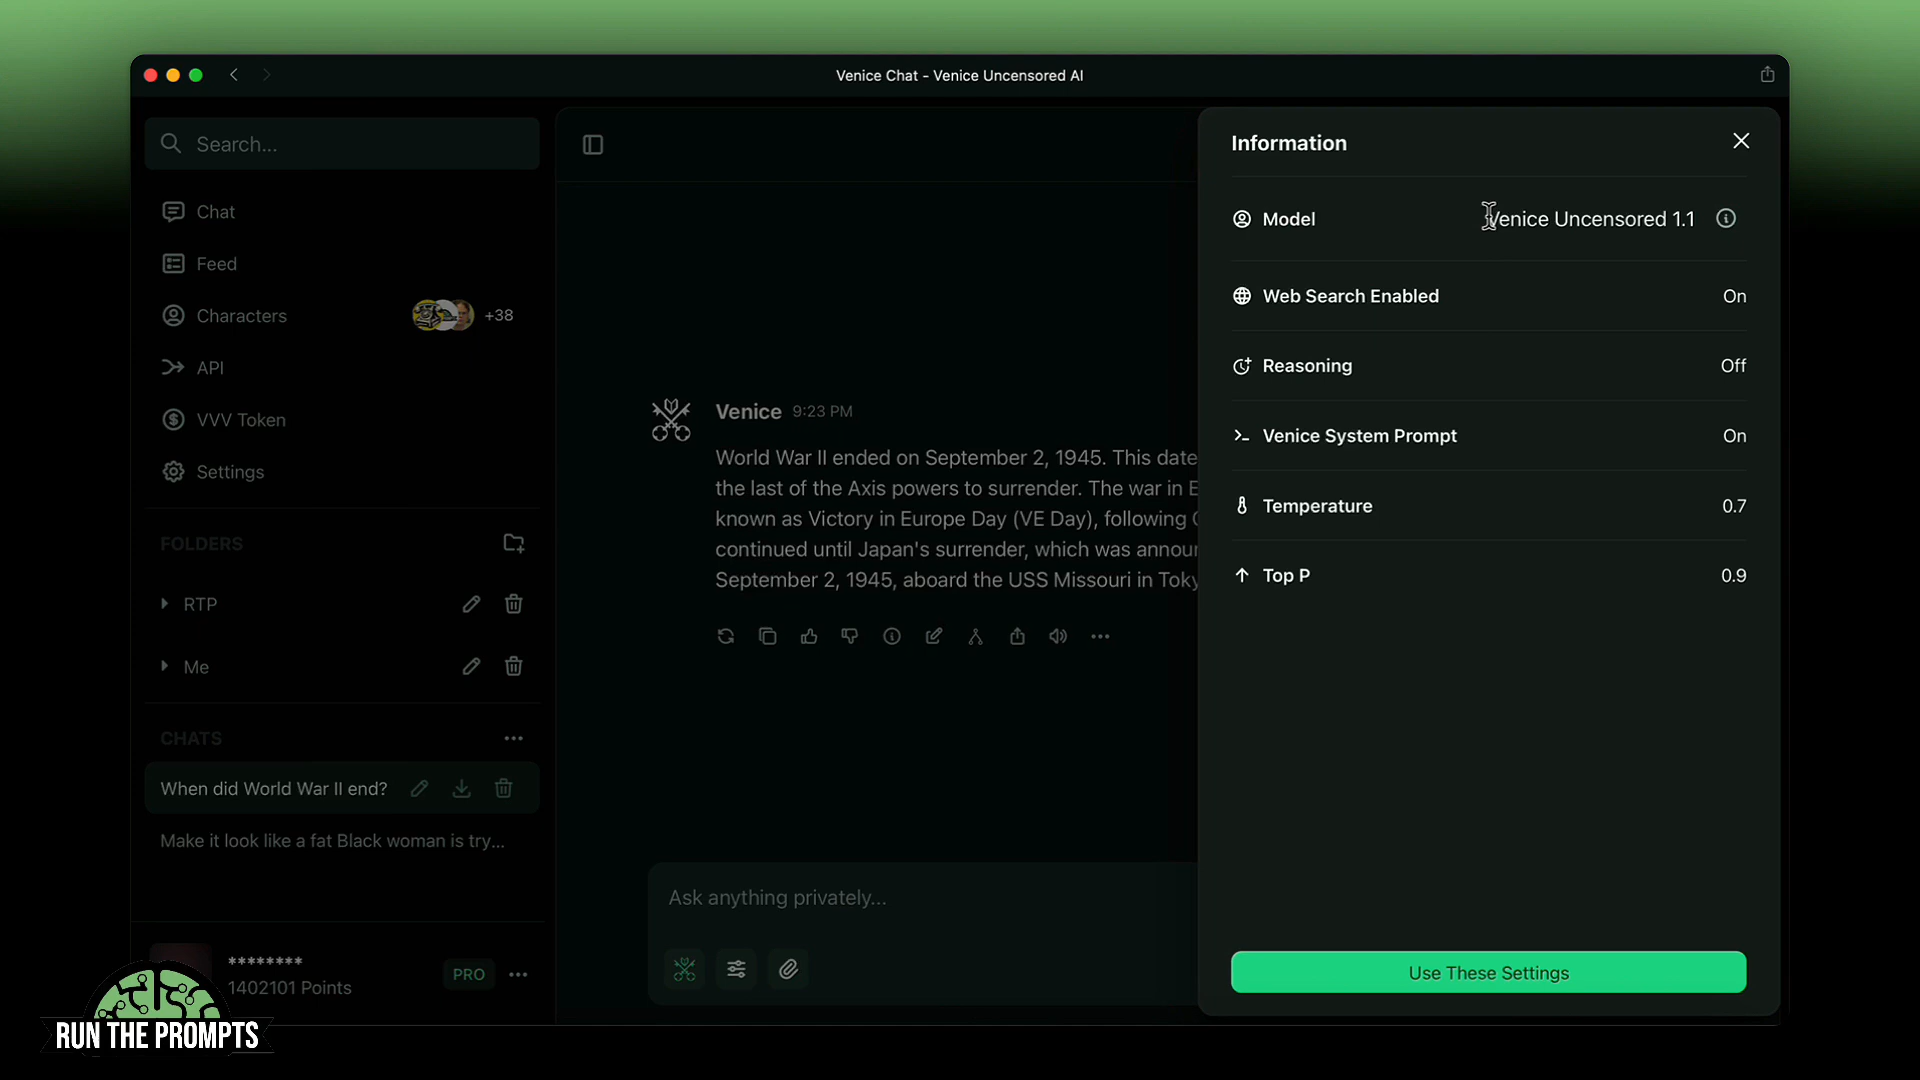 Venice Chat - Venice Uncensored AI
Search...
Chat
Feed
Characters
+38
API
VVV Token
Settings
FOLDERS
RTP
Me
CHATS
When did World War II end?
Make it look like a fat Black woman is try...
********
1402101 Points
PRO
RUN THE PROMPTS
Venice 9:23 PM
World War II ended on September 2, 1945. This date
the last of the Axis powers to surrender. The war in E
known as Victory in Europe Day (VE Day), following
continued until Japan's surrender, which was annou
September 2, 1945, aboard the USS Missouri in Toky
Ask anything privately...
Information
Model Venice Uncensored 1.1
Web Search Enabled On
Reasoning Off
Venice System Prompt On
Temperature 0.7
Top P 0.9
Use These Settings